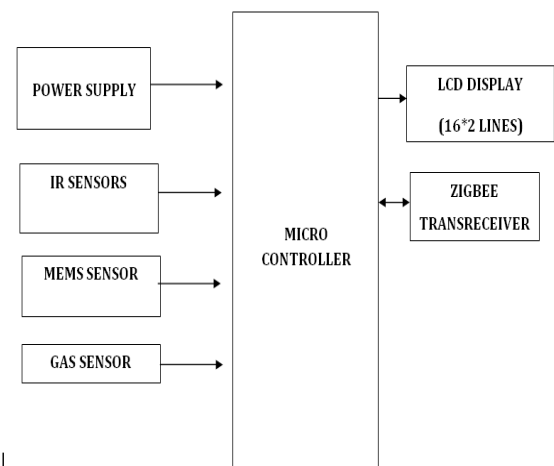 POWER SUPPLY
IR SENSORS
MEMS SENSOR
GAS SENSOR
MICRO
CONTROLLER
LCD DISPLAY
(16*2 LINES)
ZIGBEE
TRANSRECEIVER